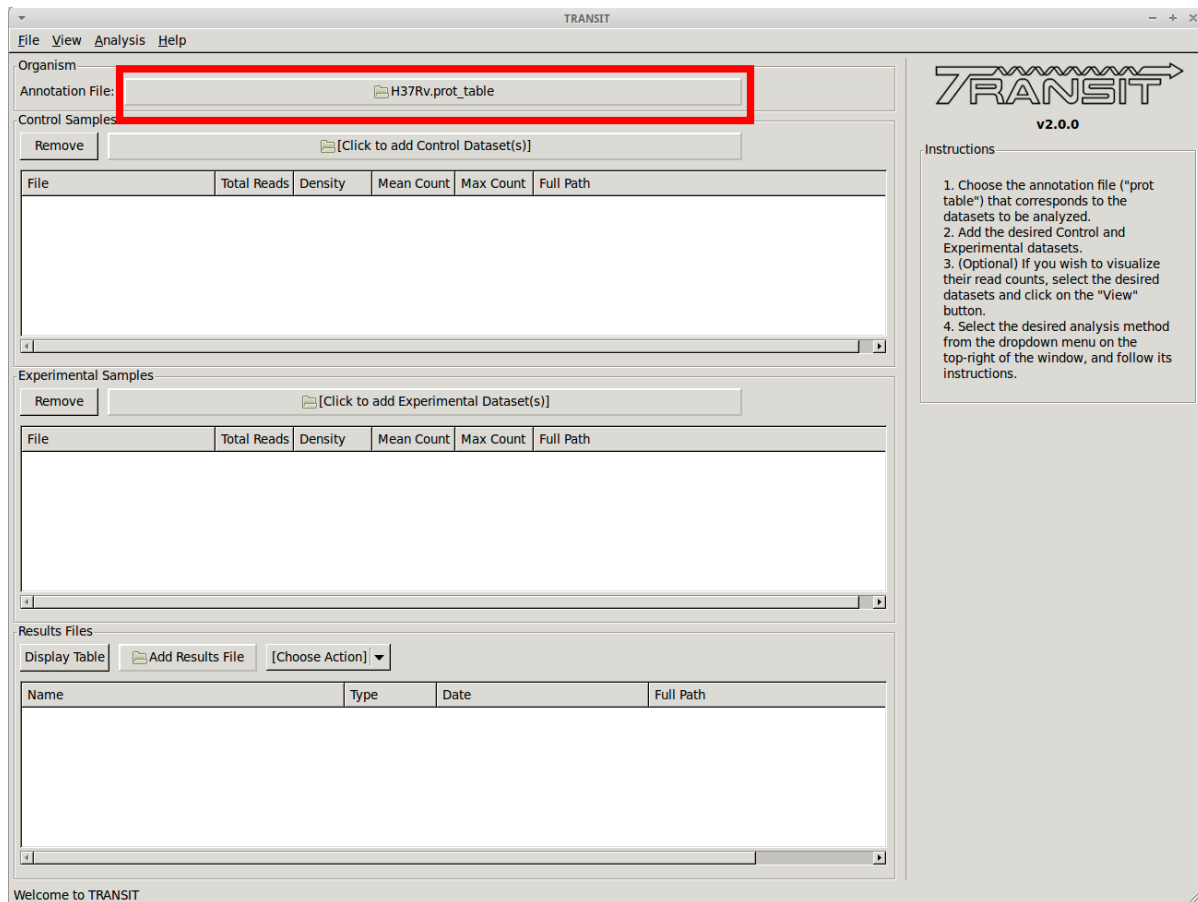 TRANSIT
File View Analysis Help
Organism
Annotation File: H37Rv.prot_table
Control Samples
Remove [Click to add Control Dataset(s)]
File Total Reads Density Mean Count Max Count Full Path
Experimental Samples
Remove [Click to add Experimental Dataset(s)]
File Total Reads Density Mean Count Max Count Full Path
Results Files
Display Table Add Results File [Choose Action]
Name Type Date Full Path
Welcome to TRANSIT
TRANSIT
v2.0.0
Instructions
1. Choose the annotation file ("prot
table") that corresponds to the
datasets to be analyzed.
2. Add the desired Control and
Experimental datasets.
3. (Optional) If you wish to visualize
their read counts, select the desired
datasets and click on the "View"
button.
4. Select the desired analysis method
from the dropdown menu on the
top-right of the window, and follow its
instructions.